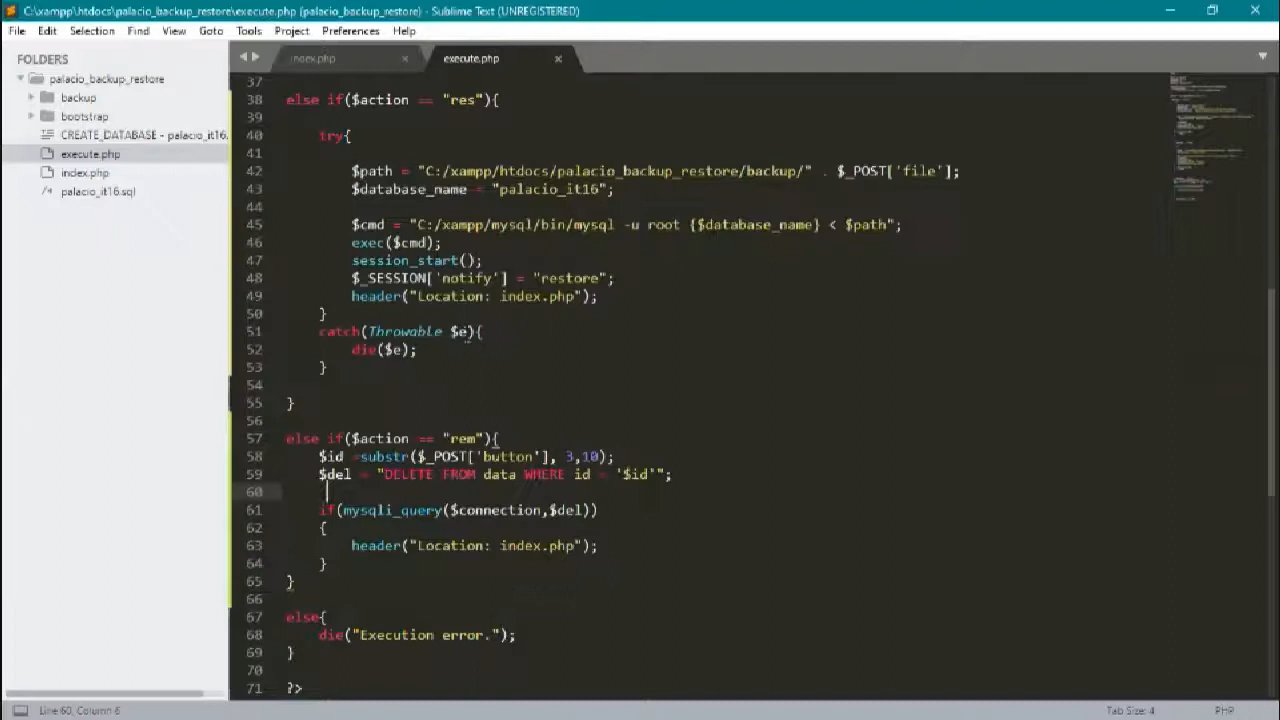 C:\xampp\htdocs\palacio_backup_restore\execute.php (palacio_backup_restore) - Sublime Text (UNREGISTERED)
File Edit Selection Find View Goto Tools Project Preferences Help
FOLDERS
palacio_backup_restore
backup
bootstrap
CREATE_DATABASE - palacio_it16.
execute.php
index.php
palacio_it16.sql
index.php × execute.php ×
37
38 else if($action == "res"){
39
40 try{
41
42 $path = "C:/xampp/htdocs/palacio_backup_restore/backup/" . $_POST['file'];
43 $database_name = "palacio_it16";
44
45 $cmd = "C:/xampp/mysql/bin/mysql -u root {$database_name} < $path";
46 exec($cmd);
47 session_start();
48 $_SESSION['notify'] = "restore";
49 header("Location: index.php");
50 }
51 catch(Throwable $e){
52 die($e);
53 }
54
55 }
56
57 else if($action == "rem"){
58 $id =substr($_POST['button'], 3,10);
59 $del = "DELETE FROM data WHERE id = '$id'";
60
61 if(mysqli_query($connection,$del))
62 {
63 header("Location: index.php");
64 }
65 }
66
67 else{
68 die("Execution error.");
69 }
70
71 ?>
Line 60, Column 6 Tab Size: 4 PHP